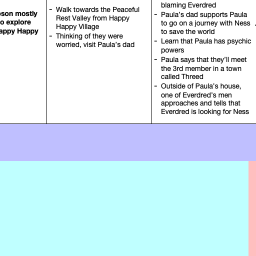 oson mostly
o explore
appy Happy
- Walk towards the Peaceful
Rest Valley from Happy
Happy Village
- Thinking of they were
worried, visit Paula's dad
blaming Everdred
- Paula's dad supports Paula
to go on a journey with Ness
to save the world
- Learn that Paula has psychic
powers
- Paula says that they'll meet
the 3rd member in a town
called Threed
- Outside of Paula's house,
one of Everdred's men
approaches and tells that
Everdred is looking for Ness